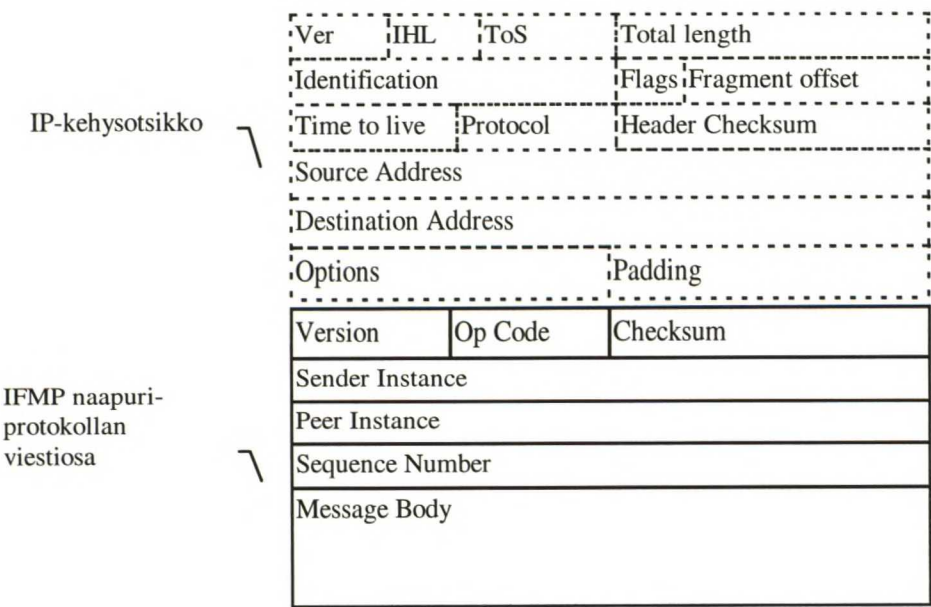 Ver IHL ToS Total length
Identification Flags Fragment offset
IP-kehysotsikko Time to live Protocol Header Checksum
Source Address
Destination Address
Options Padding
Version Op Code Checksum
Sender Instance
IFMP naapuri-
protokollan
viestiosa
Peer Instance
Sequence Number
Message Body